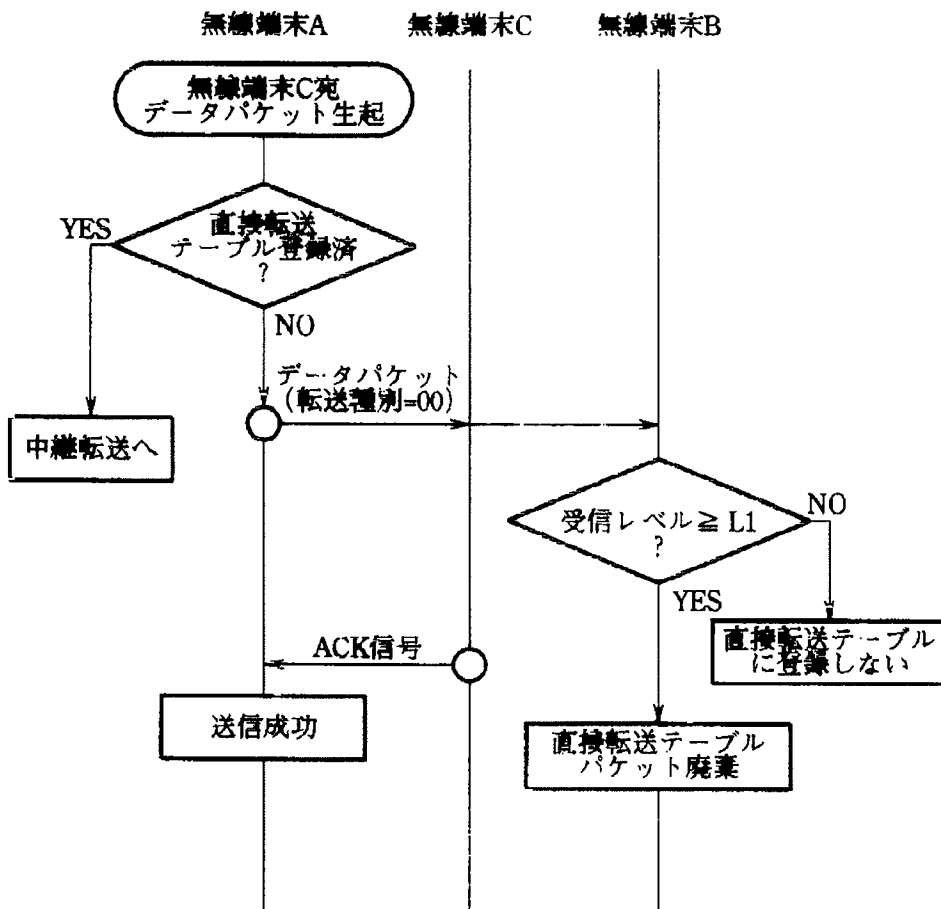 無線端末A
無線端末C
無線端末B
無線端末C宛
データパケット生起
直接転送
テーブル登録済
?
YES
NO
データパケット
(転送種別=00)
中継転送へ
受信レベル≧L1
?
NO
YES
直接転送テーブル
に登録しない
ACK信号
送信成功
直接転送テーブル
パケット廃棄